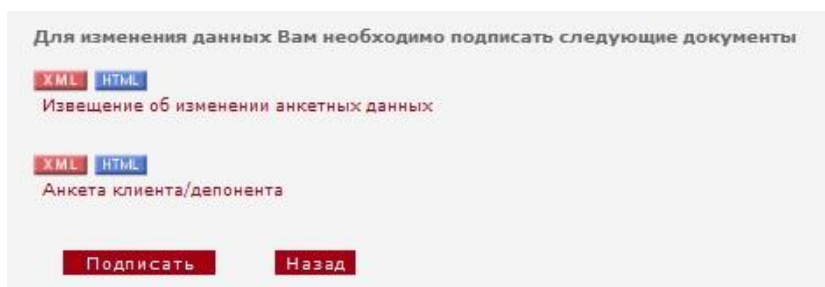 Для изменения данных Вам необходимо подписать следующие документы
XML HTML
Извещение об изменении анкетных данных
XML HTML
Анкета клиента/депонента
Подписать Назад